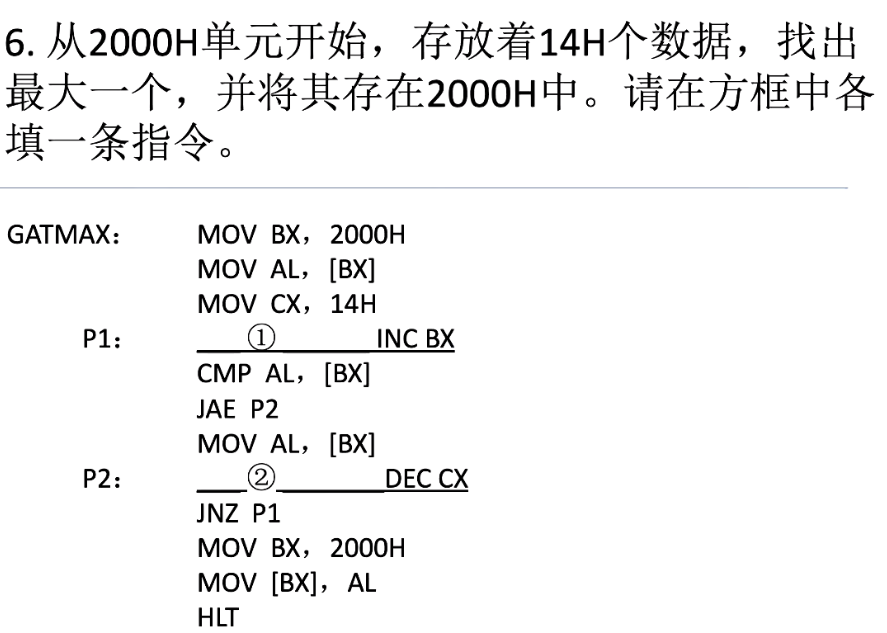 6. 从2000H单元开始，存放着14H个数据，找出
最大一个，并将其存在2000H中。请在方框中各
填一条指令。
GATMAX： MOV BX， 2000H
MOV AL， [BX]
MOV CX， 14H
P1： ___①_______INC BX
CMP AL， [BX]
JAE P2
MOV AL， [BX]
P2： ___②_______DEC CX
JNZ P1
MOV BX， 2000H
MOV [BX]， AL
HLT